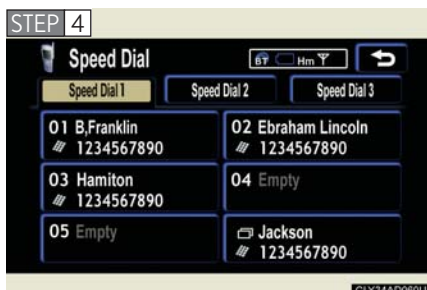 STEP 4
Speed Dial
BT Hm
Speed Dial 1 Speed Dial 2 Speed Dial 3
01 B,Franklin 02 Ebraham Lincoln
1234567890 1234567890
03 Hamiton 04 Empty
1234567890
05 Empty Jackson
1234567890